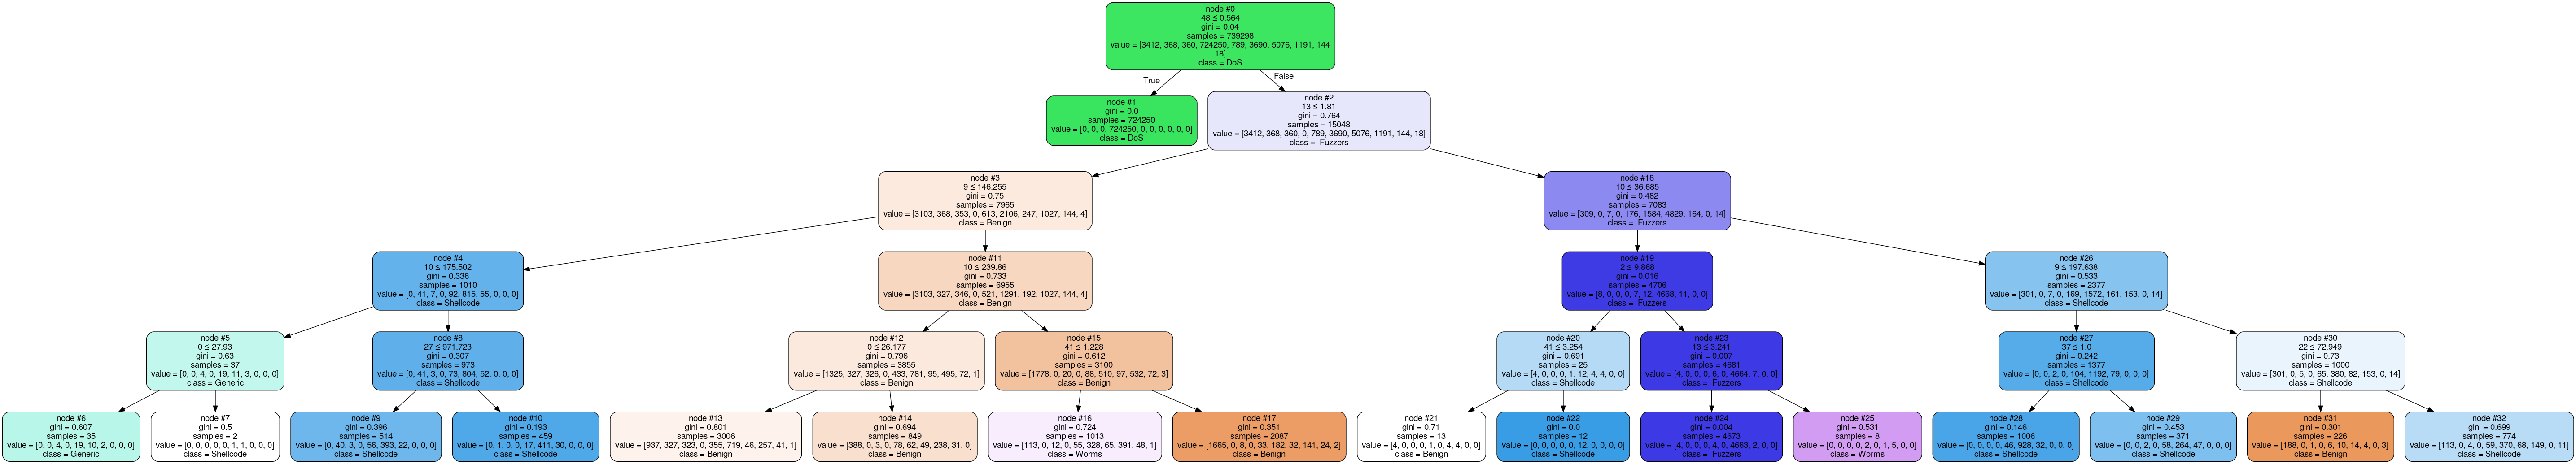 node #0
48 ≤ 0.564
gini = 0.04
samples = 739298
value = [3412, 368, 360, 724250, 789, 3690, 5076, 1191, 144
18]
class = DoS
True
False
node #1
gini = 0.0
samples = 724250
value = [0, 0, 0, 724250, 0, 0, 0, 0, 0, 0]
class = DoS
node #2
13 ≤ 1.81
gini = 0.764
samples = 15048
value = [3412, 368, 360, 0, 789, 3690, 5076, 1191, 144, 18]
class =  Fuzzers
node #3
9 ≤ 146.255
gini = 0.75
samples = 7965
value = [3103, 368, 353, 0, 613, 2106, 247, 1027, 144, 4]
class = Benign
node #18
10 ≤ 36.685
gini = 0.482
samples = 7083
value = [309, 0, 7, 0, 176, 1584, 4829, 164, 0, 14]
class =  Fuzzers
node #4
10 ≤ 175.502
gini = 0.336
samples = 1010
value = [0, 41, 7, 0, 92, 815, 55, 0, 0, 0]
class = Shellcode
node #11
10 ≤ 239.86
gini = 0.733
samples = 6955
value = [3103, 327, 346, 0, 521, 1291, 192, 1027, 144, 4]
class = Benign
node #19
2 ≤ 9.868
gini = 0.016
samples = 4706
value = [8, 0, 0, 0, 7, 12, 4668, 11, 0, 0]
class =  Fuzzers
node #26
9 ≤ 197.638
gini = 0.533
samples = 2377
value = [301, 0, 7, 0, 169, 1572, 161, 153, 0, 14]
class = Shellcode
node #5
0 ≤ 27.93
gini = 0.63
samples = 37
value = [0, 0, 4, 0, 19, 11, 3, 0, 0, 0]
class = Generic
node #8
27 ≤ 971.723
gini = 0.307
samples = 973
value = [0, 41, 3, 0, 73, 804, 52, 0, 0, 0]
class = Shellcode
node #12
0 ≤ 26.177
gini = 0.796
samples = 3855
value = [1325, 327, 326, 0, 433, 781, 95, 495, 72, 1]
class = Benign
node #15
41 ≤ 1.228
gini = 0.612
samples = 3100
value = [1778, 0, 20, 0, 88, 510, 97, 532, 72, 3]
class = Benign
node #20
41 ≤ 3.254
gini = 0.691
samples = 25
value = [4, 0, 0, 0, 1, 12, 4, 4, 0, 0]
class = Shellcode
node #23
13 ≤ 3.241
gini = 0.007
samples = 4681
value = [4, 0, 0, 0, 6, 0, 4664, 7, 0, 0]
class =  Fuzzers
node #27
37 ≤ 1.0
gini = 0.242
samples = 1377
value = [0, 0, 2, 0, 104, 1192, 79, 0, 0, 0]
class = Shellcode
node #30
22 ≤ 72.949
gini = 0.73
samples = 1000
value = [301, 0, 5, 0, 65, 380, 82, 153, 0, 14]
class = Shellcode
node #6
gini = 0.607
samples = 35
value = [0, 0, 4, 0, 19, 10, 2, 0, 0, 0]
class = Generic
node #7
gini = 0.5
samples = 2
value = [0, 0, 0, 0, 0, 1, 1, 0, 0, 0]
class = Shellcode
node #9
gini = 0.396
samples = 514
value = [0, 40, 3, 0, 56, 393, 22, 0, 0, 0]
class = Shellcode
node #10
gini = 0.193
samples = 459
value = [0, 1, 0, 0, 17, 411, 30, 0, 0, 0]
class = Shellcode
node #13
gini = 0.801
samples = 3006
value = [937, 327, 323, 0, 355, 719, 46, 257, 41, 1]
class = Benign
node #14
gini = 0.694
samples = 849
value = [388, 0, 3, 0, 78, 62, 49, 238, 31, 0]
class = Benign
node #16
gini = 0.724
samples = 1013
value = [113, 0, 12, 0, 55, 328, 65, 391, 48, 1]
class = Worms
node #17
gini = 0.351
samples = 2087
value = [1665, 0, 8, 0, 33, 182, 32, 141, 24, 2]
class = Benign
node #21
gini = 0.71
samples = 13
value = [4, 0, 0, 0, 1, 0, 4, 4, 0, 0]
class = Benign
node #22
gini = 0.0
samples = 12
value = [0, 0, 0, 0, 0, 12, 0, 0, 0, 0]
class = Shellcode
node #24
gini = 0.004
samples = 4673
value = [4, 0, 0, 0, 4, 0, 4663, 2, 0, 0]
class =  Fuzzers
node #25
gini = 0.531
samples = 8
value = [0, 0, 0, 0, 2, 0, 1, 5, 0, 0]
class = Worms
node #28
gini = 0.146
samples = 1006
value = [0, 0, 0, 0, 46, 928, 32, 0, 0, 0]
class = Shellcode
node #29
gini = 0.453
samples = 371
value = [0, 0, 2, 0, 58, 264, 47, 0, 0, 0]
class = Shellcode
node #31
gini = 0.301
samples = 226
value = [188, 0, 1, 0, 6, 10, 14, 4, 0, 3]
class = Benign
node #32
gini = 0.699
samples = 774
value = [113, 0, 4, 0, 59, 370, 68, 149, 0, 11]
class = Shellcode